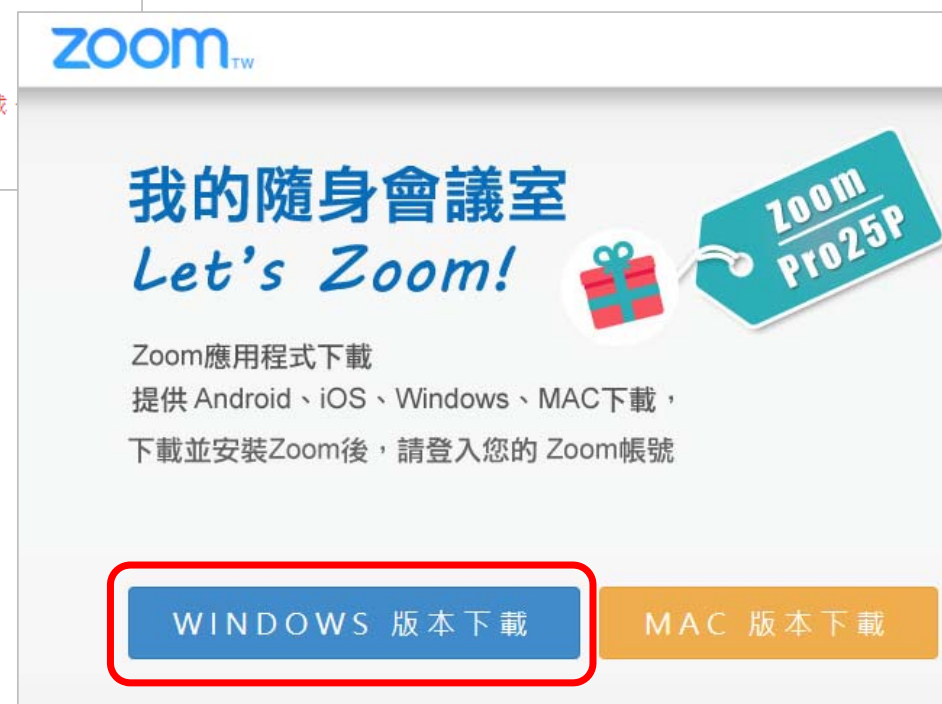 zoom TW
我的隨身會議室
Let's Zoom!
Zoom
Pro25P
Zoom應用程式下載
提供 Android、iOS、Windows、MAC下載，
下載並安裝Zoom後，請登入您的 Zoom帳號
WINDOWS 版本下載
MAC 版本下載